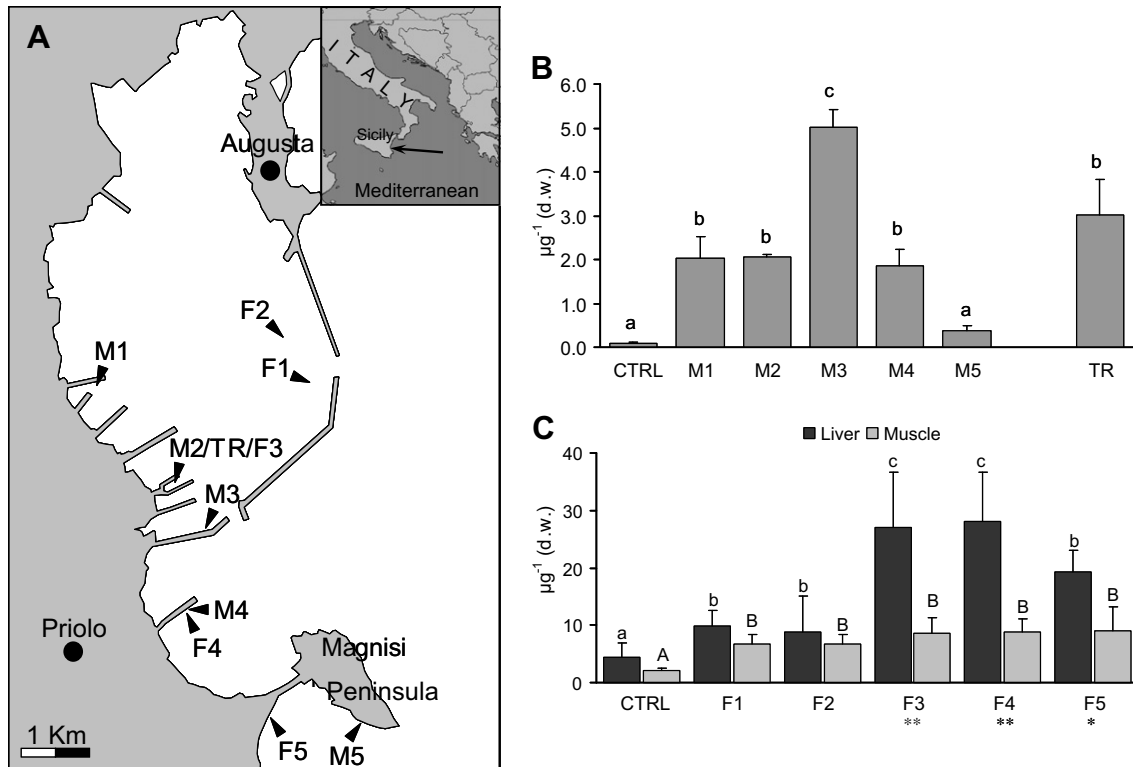 A
ITALY
Sicily
Mediterranean
Augusta
F2
F1
M1
M2/TR/F3
M3
M4
F4
Priolo
Magnisi
Peninsula
F5
M5
1 Km
B
µg⁻¹ (d.w.)
6.0
5.0
4.0
3.0
2.0
1.0
0.0
a
b
b
c
b
a
b
CTRL M1 M2 M3 M4 M5 TR
C
Liver Muscle
µg⁻¹ (d.w.)
40
30
20
10
0
a A b B b B c B c B b B
CTRL F1 F2 F3 F4 F5
** ** *